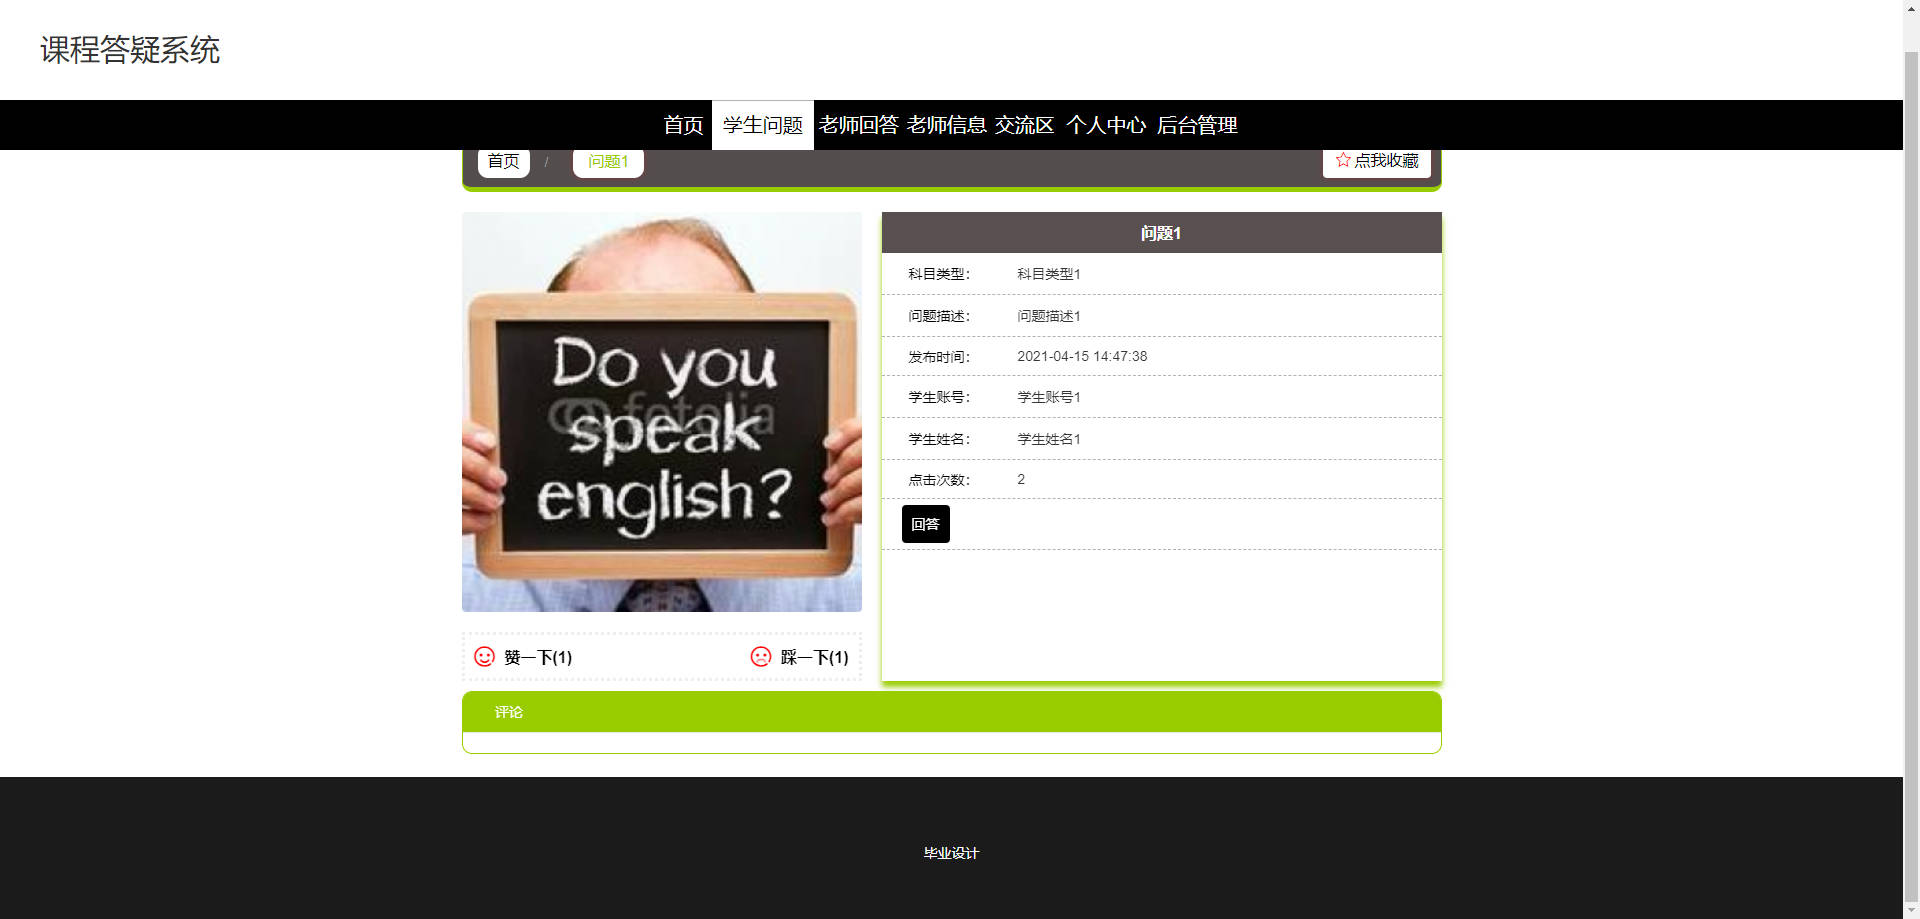 课程答疑系统
首页 学生问题 老师回答 老师信息 交流区 个人中心 后台管理
首页 / 问题1 点我收藏
Do you
fotolia
speak
english?
问题1
科目类型： 科目类型1
问题描述： 问题描述1
发布时间： 2021-04-15 14:47:38
学生账号： 学生账号1
学生姓名： 学生姓名1
点击次数： 2
回答
赞一下(1) 踩一下(1)
评论
毕业设计